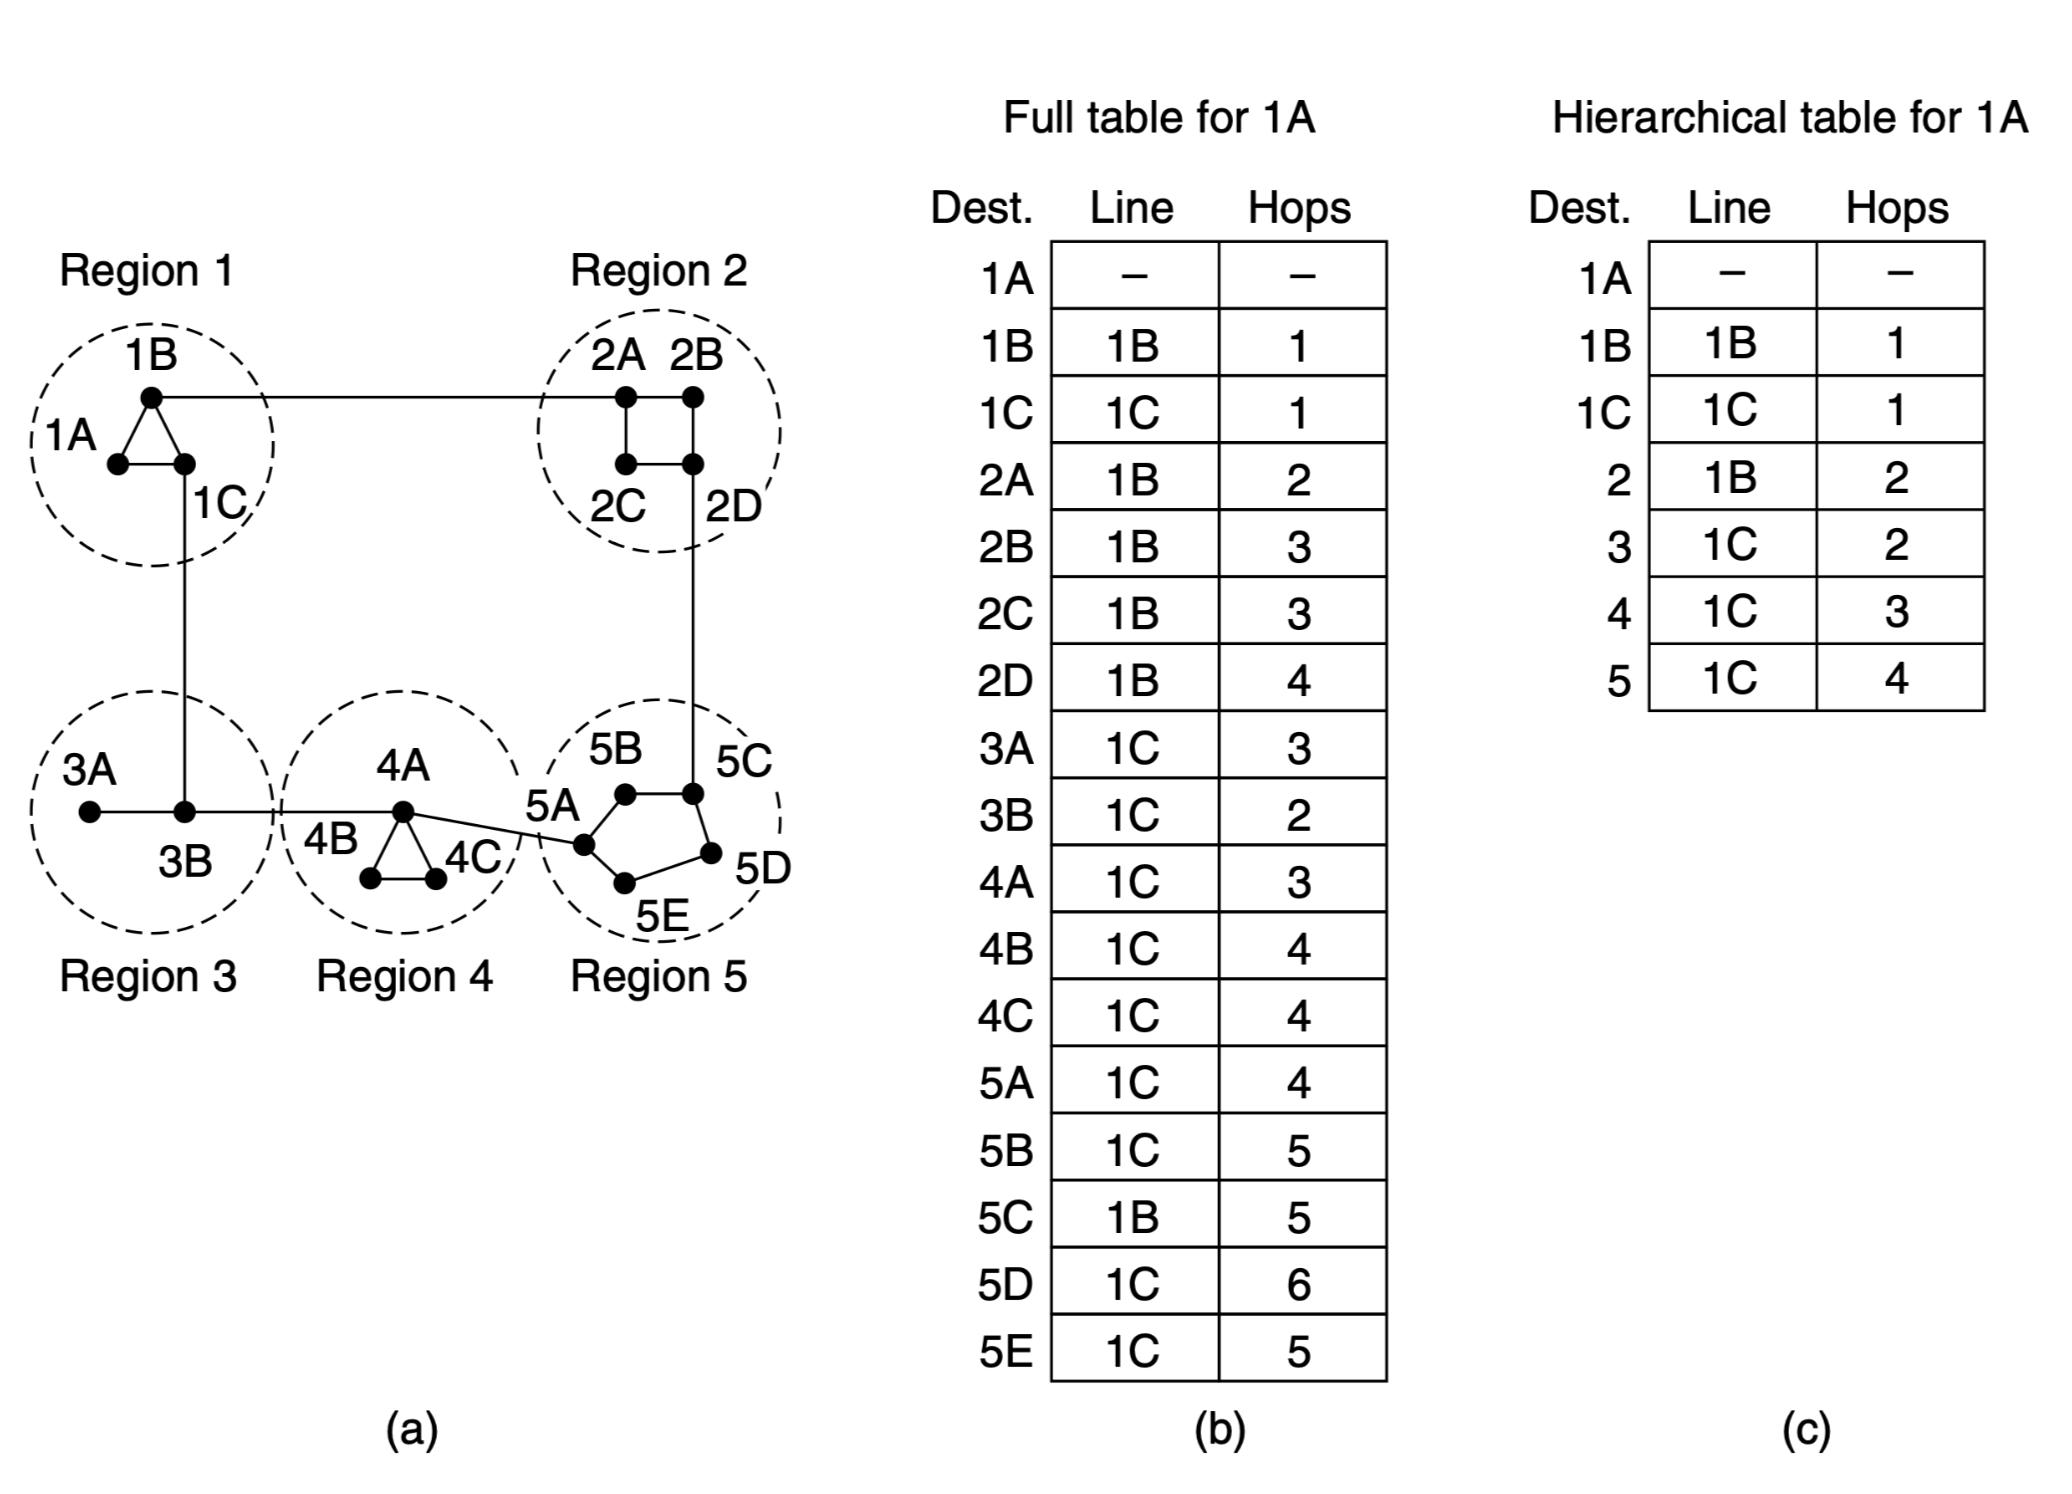 Full table for 1A
Hierarchical table for 1A
Dest. Line Hops
Dest. Line Hops
Region 1
Region 2
1B
1A
1C
2A 2B
2C 2D
3A
3B
4A
4B
4C
5B
5C
5A
5D
5E
Region 3
Region 4
Region 5
(a)
1A – –
1B 1B 1
1C 1C 1
2A 1B 2
2B 1B 3
2C 1B 3
2D 1B 4
3A 1C 3
3B 1C 2
4A 1C 3
4B 1C 4
4C 1C 4
5A 1C 4
5B 1C 5
5C 1B 5
5D 1C 6
5E 1C 5
(b)
1A – –
1B 1B 1
1C 1C 1
2 1B 2
3 1C 2
4 1C 3
5 1C 4
(c)